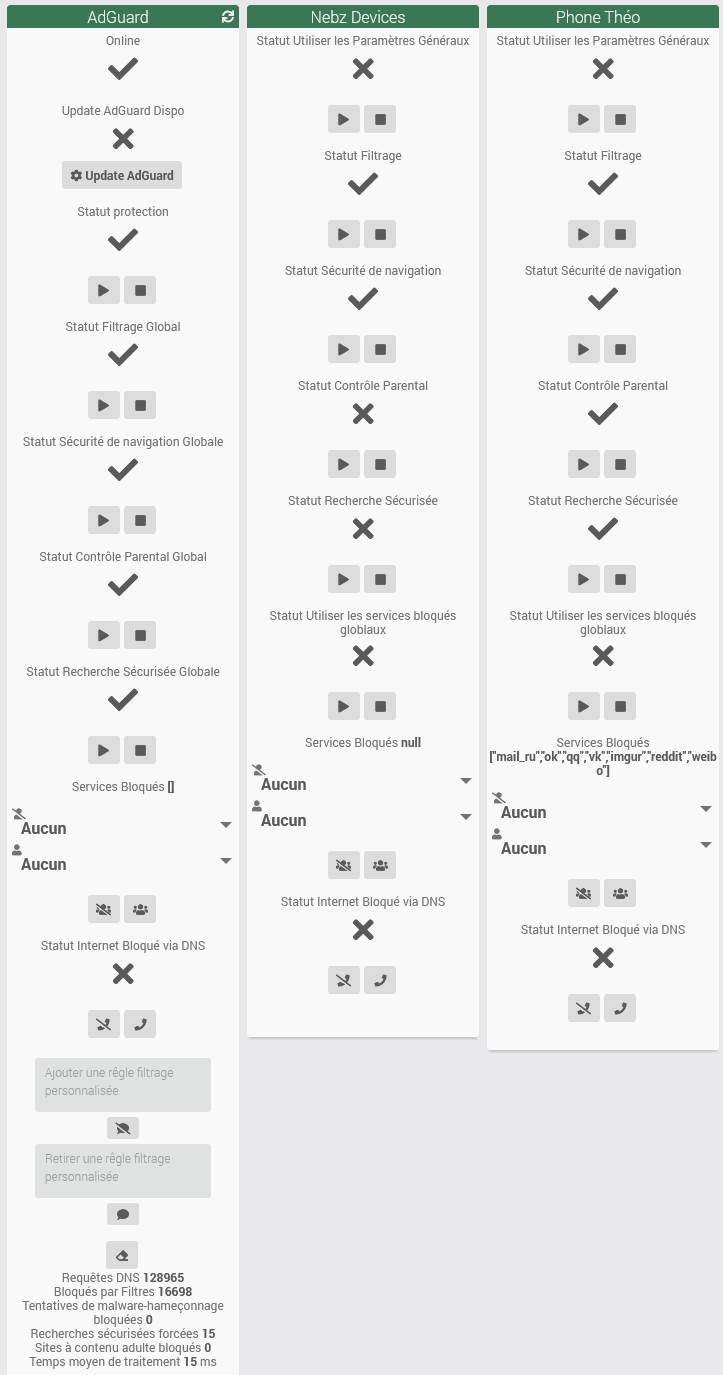 AdGuard
Online
Update AdGuard Dispo
Update AdGuard
Statut protection
Statut Filtrage Global
Statut Sécurité de navigation Globale
Statut Contrôle Parental Global
Statut Recherche Sécurisée Globale
Services Bloqués []
Aucun
Aucun
Statut Internet Bloqué via DNS
Ajouter une rêgle filtrage
personnalisée
Retirer une rêgle filtrage
personnalisée
Requêtes DNS 128965
Bloqués par Filtres 16698
Tentatives de malware-hameçonnage
bloquées 0
Recherches sécurisées forcées 15
Sites à contenu adulte bloqués 0
Temps moyen de traitement 15 ms
Nebz Devices
Statut Utiliser les Paramètres Généraux
Statut Filtrage
Statut Sécurité de navigation
Statut Contrôle Parental
Statut Recherche Sécurisée
Statut Utiliser les services bloqués
globlaux
Services Bloqués null
Aucun
Aucun
Statut Internet Bloqué via DNS
Phone Théo
Statut Utiliser les Paramètres Généraux
Statut Filtrage
Statut Sécurité de navigation
Statut Contrôle Parental
Statut Recherche Sécurisée
Statut Utiliser les services bloqués
globlaux
Services Bloqués
["mail_ru","ok","qq","vk","imgur","reddit","weib
o"]
Aucun
Aucun
Statut Internet Bloqué via DNS